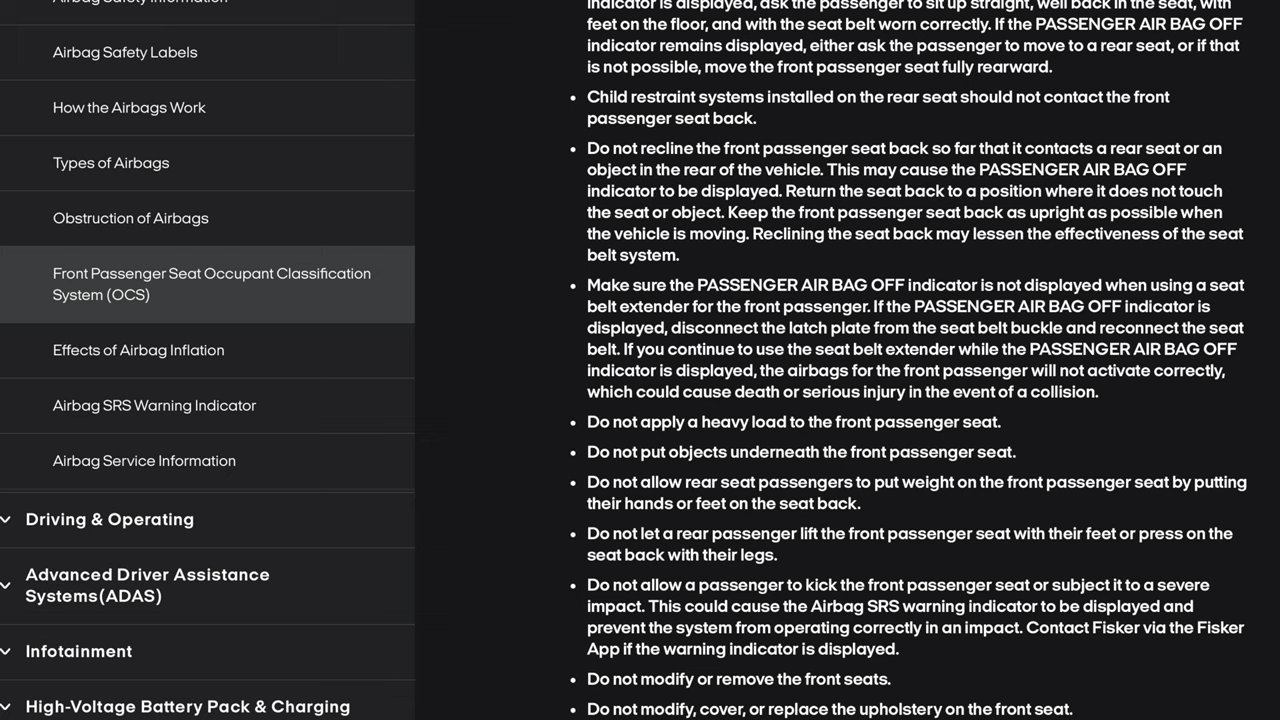 Airbag Safety Information
Airbag Safety Labels
How the Airbags Work
Types of Airbags
Obstruction of Airbags
Front Passenger Seat Occupant Classification
System (OCS)
Effects of Airbag Inflation
Airbag SRS Warning Indicator
Airbag Service Information
Driving & Operating
Advanced Driver Assistance
Systems(ADAS)
Infotainment
High-Voltage Battery Pack & Charging
indicator is displayed, ask the passenger to sit up straight, well back in the seat, with
feet on the floor, and with the seat belt worn correctly. If the PASSENGER AIR BAG OFF
indicator remains displayed, either ask the passenger to move to a rear seat, or if that
is not possible, move the front passenger seat fully rearward.
• Child restraint systems installed on the rear seat should not contact the front
passenger seat back.
• Do not recline the front passenger seat back so far that it contacts a rear seat or an
object in the rear of the vehicle. This may cause the PASSENGER AIR BAG OFF
indicator to be displayed. Return the seat back to a position where it does not touch
the seat or object. Keep the front passenger seat back as upright as possible when
the vehicle is moving. Reclining the seat back may lessen the effectiveness of the seat
belt system.
• Make sure the PASSENGER AIR BAG OFF indicator is not displayed when using a seat
belt extender for the front passenger. If the PASSENGER AIR BAG OFF indicator is
displayed, disconnect the latch plate from the seat belt buckle and reconnect the seat
belt. If you continue to use the seat belt extender while the PASSENGER AIR BAG OFF
indicator is displayed, the airbags for the front passenger will not activate correctly,
which could cause death or serious injury in the event of a collision.
• Do not apply a heavy load to the front passenger seat.
• Do not put objects underneath the front passenger seat.
• Do not allow rear seat passengers to put weight on the front passenger seat by putting
their hands or feet on the seat back.
• Do not let a rear passenger lift the front passenger seat with their feet or press on the
seat back with their legs.
• Do not allow a passenger to kick the front passenger seat or subject it to a severe
impact. This could cause the Airbag SRS warning indicator to be displayed and
prevent the system from operating correctly in an impact. Contact Fisker via the Fisker
App if the warning indicator is displayed.
• Do not modify or remove the front seats.
• Do not modify, cover, or replace the upholstery on the front seat.